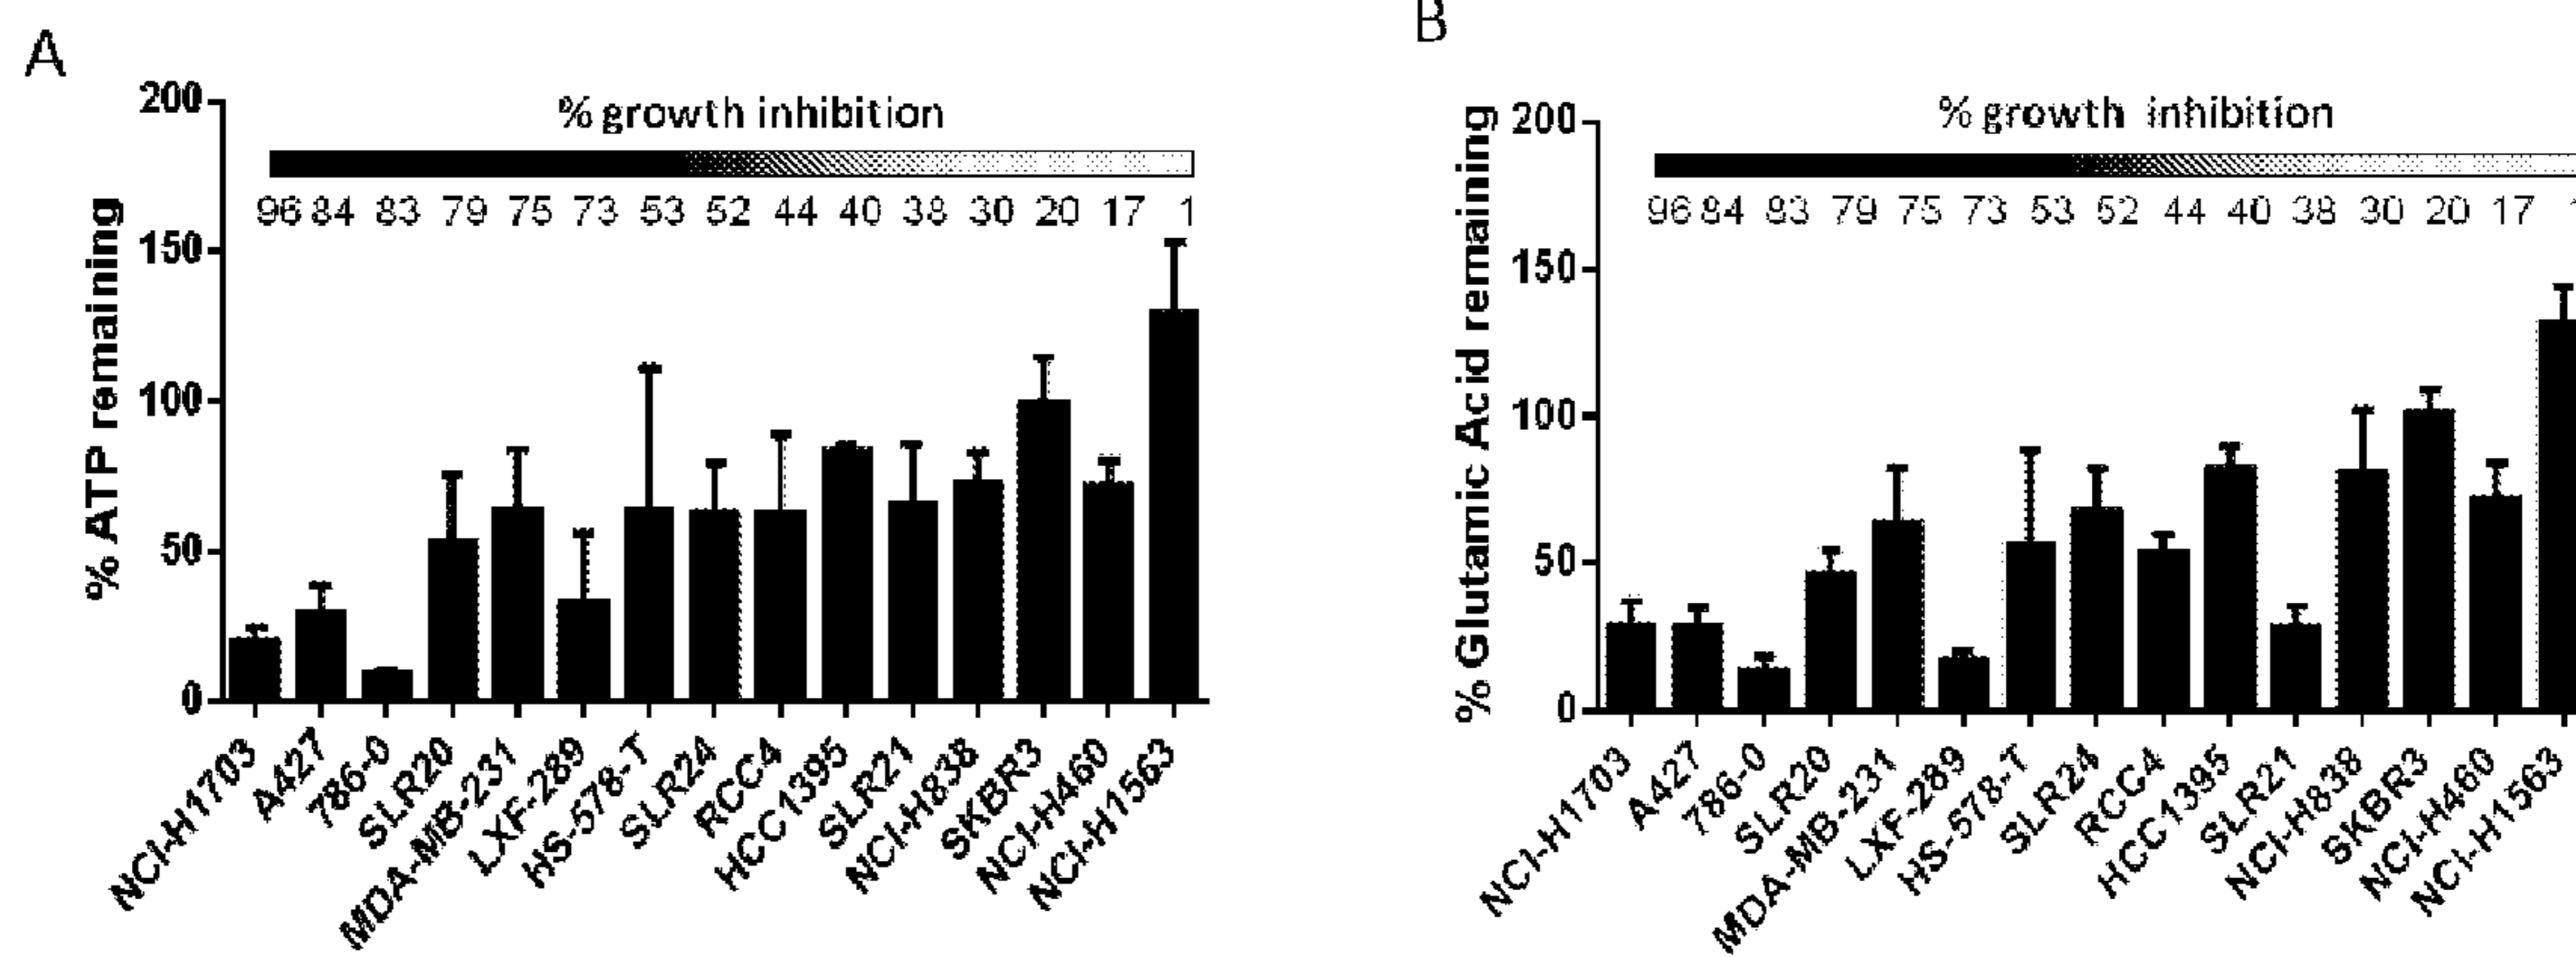 A
% growth inhibition
96 84 83 79 75 73 53 52 44 40 38 30 20 17 1
% ATP remaining
200
150
100
50
0
NCI-H1703
A427
786-0
SLR20
MDA-MB-231
LXF-289
HS-578-T
SLR24
RCC4
HCC1395
SLR21
NCI-H838
SKBR3
NCI-H460
NCI-H1563
B
% growth inhibition
96 84 83 79 75 73 53 52 44 40 38 30 20 17
% Glutamic Acid remaining
200
150
100
50
0
NCI-H1703
A427
786-0
SLR20
MDA-MB-231
LXF-289
HS-578-T
SLR24
RCC4
HCC1395
SLR21
NCI-H838
SKBR3
NCI-H460
NCI-H1563